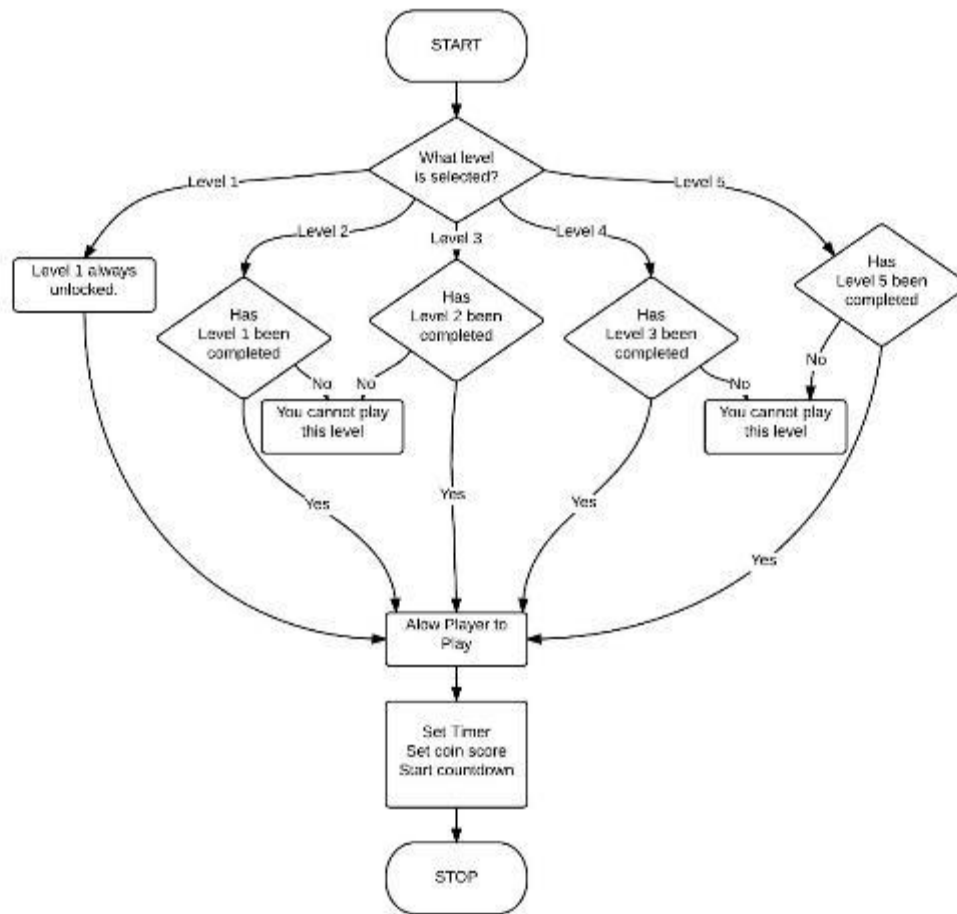 START
What level
is selected?
Level 1
Level 2
Level 3
Level 4
Level 5
Level 1 always
unlocked.
Has
Level 1 been
completed
Has
Level 2 been
completed
Has
Level 3 been
completed
Has
Level 5 been
completed
No
No
No
No
You cannot play
this level
You cannot play
this level
Yes
Yes
Yes
Yes
Alow Player to
Play
Set Timer
Set coin score
Start countdown
STOP